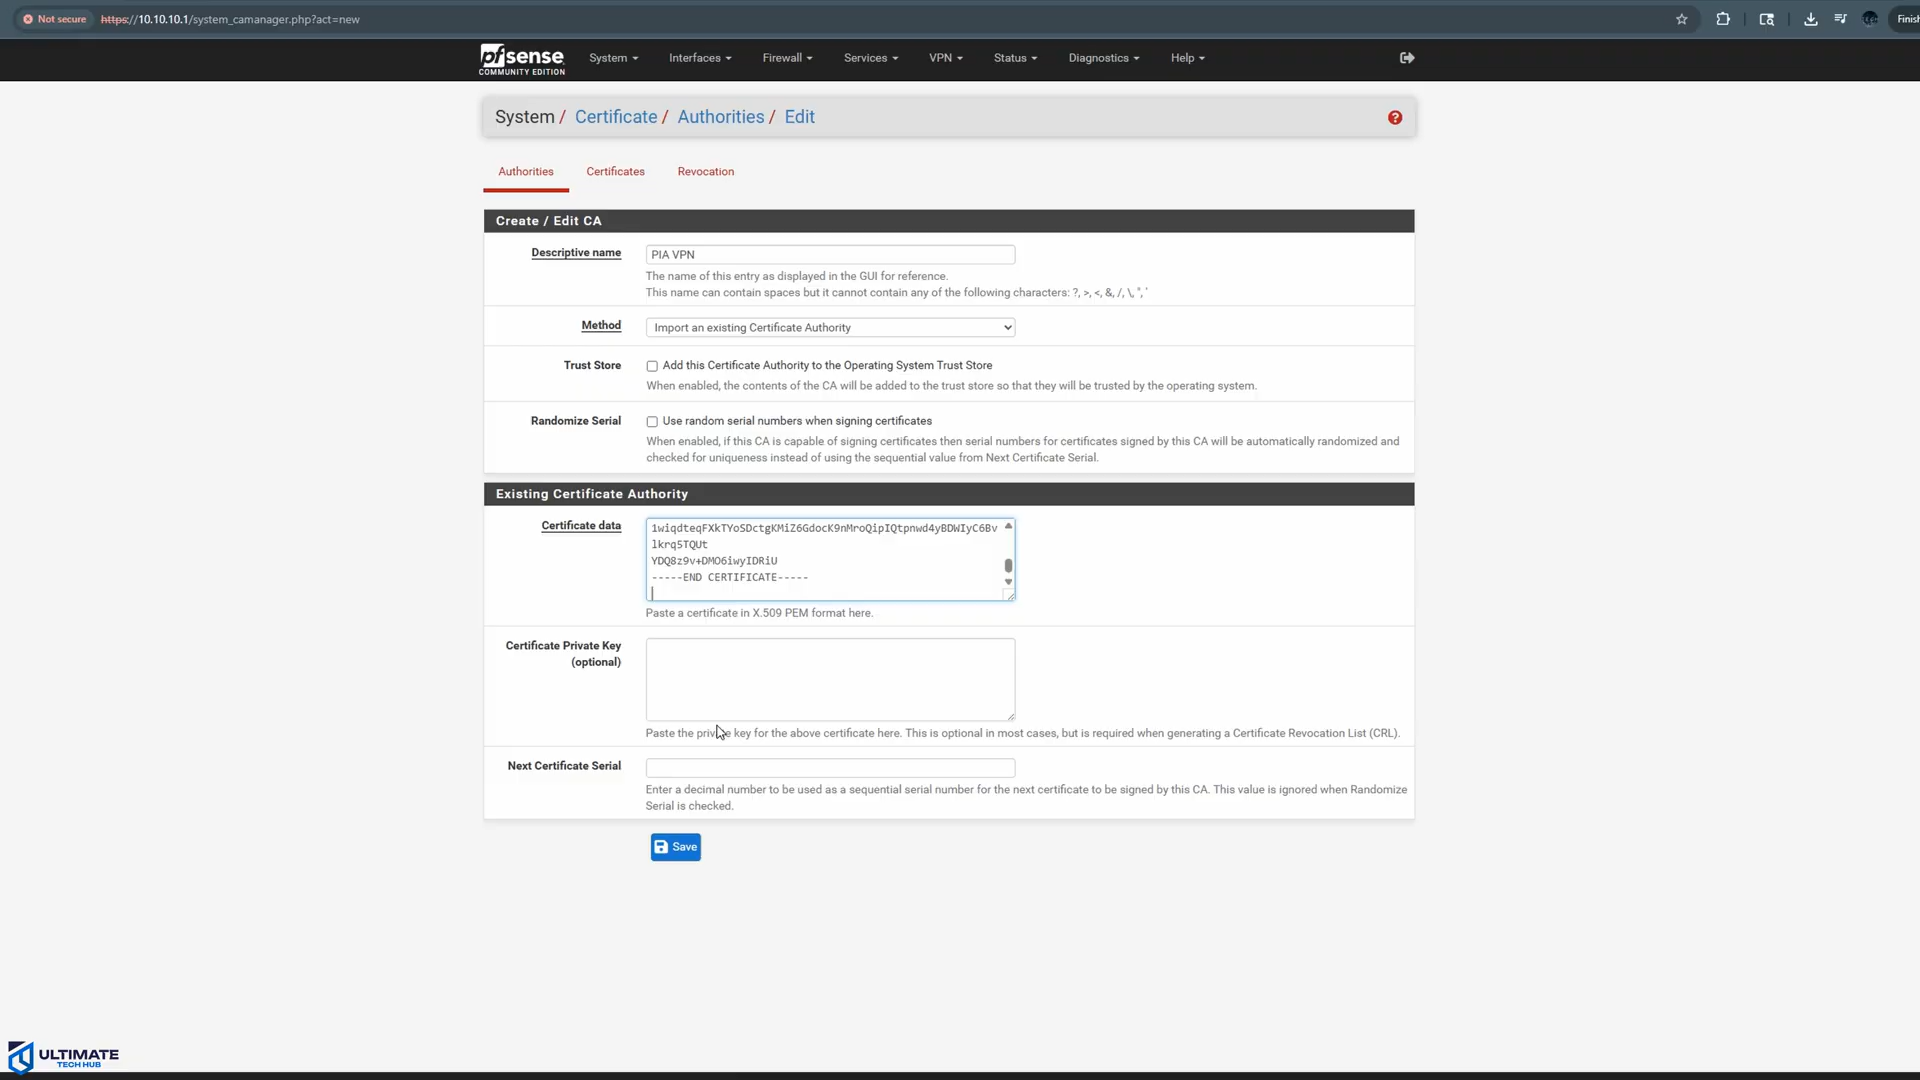 Not secure https://10.10.10.1/system_camanager.php?act=new Finish
pfsense System Interfaces Firewall Services VPN Status Diagnostics Help
COMMUNITY EDITION
System / Certificate / Authorities / Edit
Authorities Certificates Revocation
Create / Edit CA
Descriptive name PIA VPN
The name of this entry as displayed in the GUI for reference.
This name can contain spaces but it cannot contain any of the following characters: ?, >, <, &, /, \, ", '
Method Import an existing Certificate Authority
Trust Store Add this Certificate Authority to the Operating System Trust Store
When enabled, the contents of the CA will be added to the trust store so that they will be trusted by the operating system.
Randomize Serial Use random serial numbers when signing certificates
When enabled, if this CA is capable of signing certificates then serial numbers for certificates signed by this CA will be automatically randomized and
checked for uniqueness instead of using the sequential value from Next Certificate Serial.
Existing Certificate Authority
Certificate data 1wiqdteqFXkTYoSDctgKMiZ6GdocK9nMroQipIQtpnwd4yBDWIyC6Bv
lkrq5TQUt
YDQ8z9v+DMO6iwyIDRiU
-----END CERTIFICATE-----
Paste a certificate in X.509 PEM format here.
Certificate Private Key
(optional)
Paste the private key for the above certificate here. This is optional in most cases, but is required when generating a Certificate Revocation List (CRL).
Next Certificate Serial
Enter a decimal number to be used as a sequential serial number for the next certificate to be signed by this CA. This value is ignored when Randomize
Serial is checked.
Save
ULTIMATE
TECH HUB